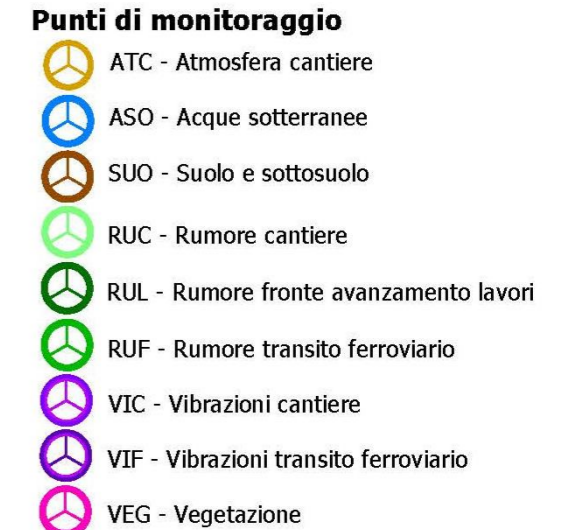 Punti di monitoraggio
ATC - Atmosfera cantiere
ASO - Acque sotterranee
SUO - Suolo e sottosuolo
RUC - Rumore cantiere
RUL - Rumore fronte avanzamento lavori
RUF - Rumore transito ferroviario
VIC - Vibrazioni cantiere
VIF - Vibrazioni transito ferroviario
VEG - Vegetazione